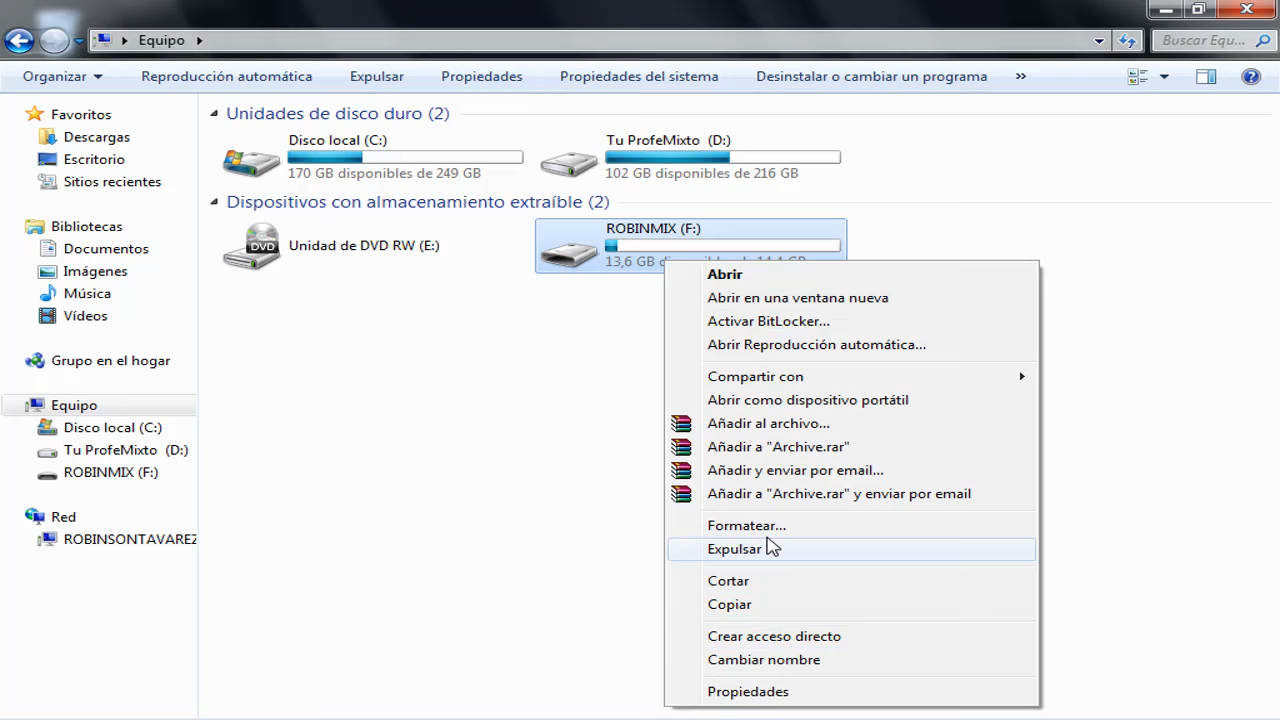 Equipo
Buscar Equ...
Organizar
Reproducción automática
Expulsar
Propiedades
Propiedades del sistema
Desinstalar o cambiar un programa
»
Favoritos
Descargas
Escritorio
Sitios recientes
Bibliotecas
Documentos
Imágenes
Música
Vídeos
Grupo en el hogar
Equipo
Disco local (C:)
Tu ProfeMixto (D:)
ROBINMIX (F:)
Red
ROBINSONTAVAREZ
Unidades de disco duro (2)
Disco local (C:)
170 GB disponibles de 249 GB
Tu ProfeMixto (D:)
102 GB disponibles de 216 GB
Dispositivos con almacenamiento extraíble (2)
DVD
Unidad de DVD RW (E:)
ROBINMIX (F:)
13,6 GB disponibles de 14,4 GB
Abrir
Abrir en una ventana nueva
Activar BitLocker...
Abrir Reproducción automática...
Compartir con
Abrir como dispositivo portátil
Añadir al archivo...
Añadir a "Archive.rar"
Añadir y enviar por email...
Añadir a "Archive.rar" y enviar por email
Formatear...
Expulsar
Cortar
Copiar
Crear acceso directo
Cambiar nombre
Propiedades